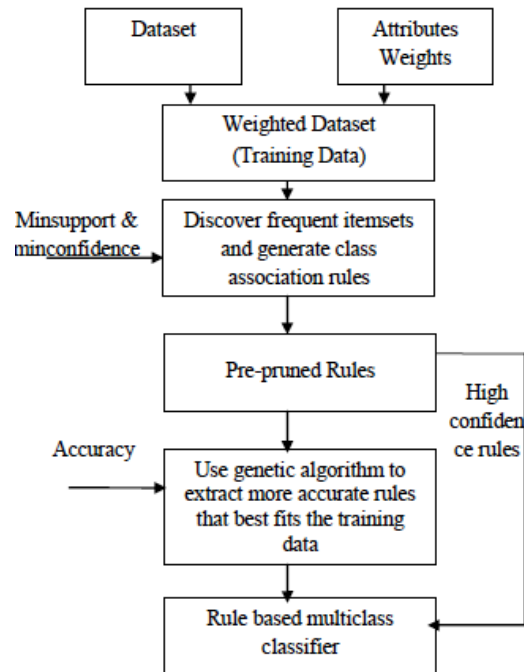 Dataset
Attributes
Weights
Weighted Dataset
(Training Data)
Minsupport &
minconfidence
Discover frequent itemsets
and generate class
association rules
Pre-pruned Rules
High
confiden
ce rules
Accuracy
Use genetic algorithm to
extract more accurate rules
that best fits the training
data
Rule based multiclass
classifier